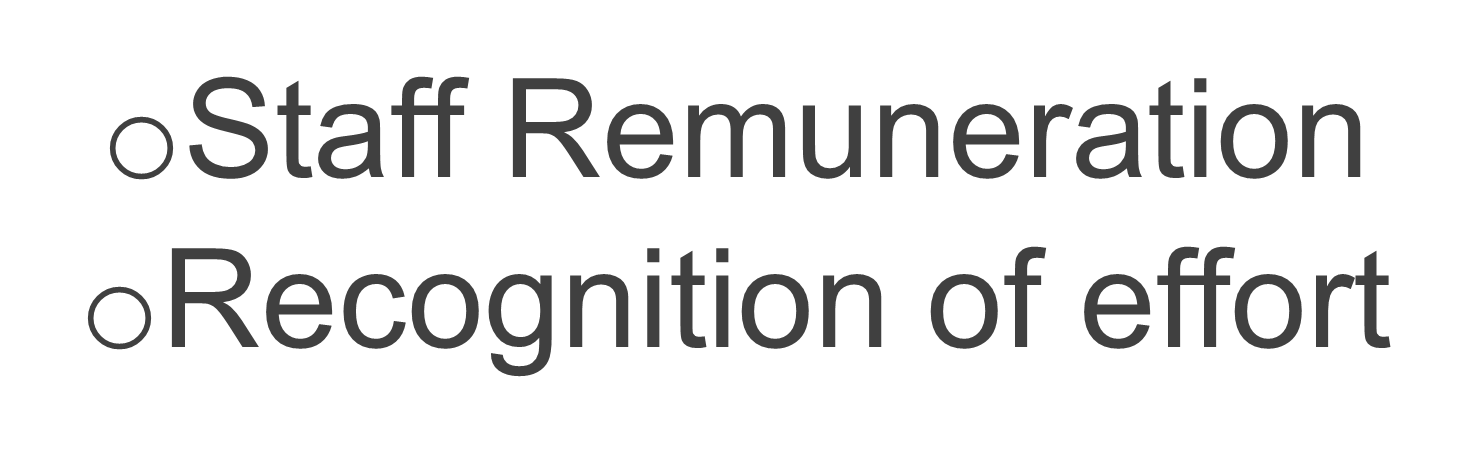 ○Staff Remuneration
○Recognition of effort